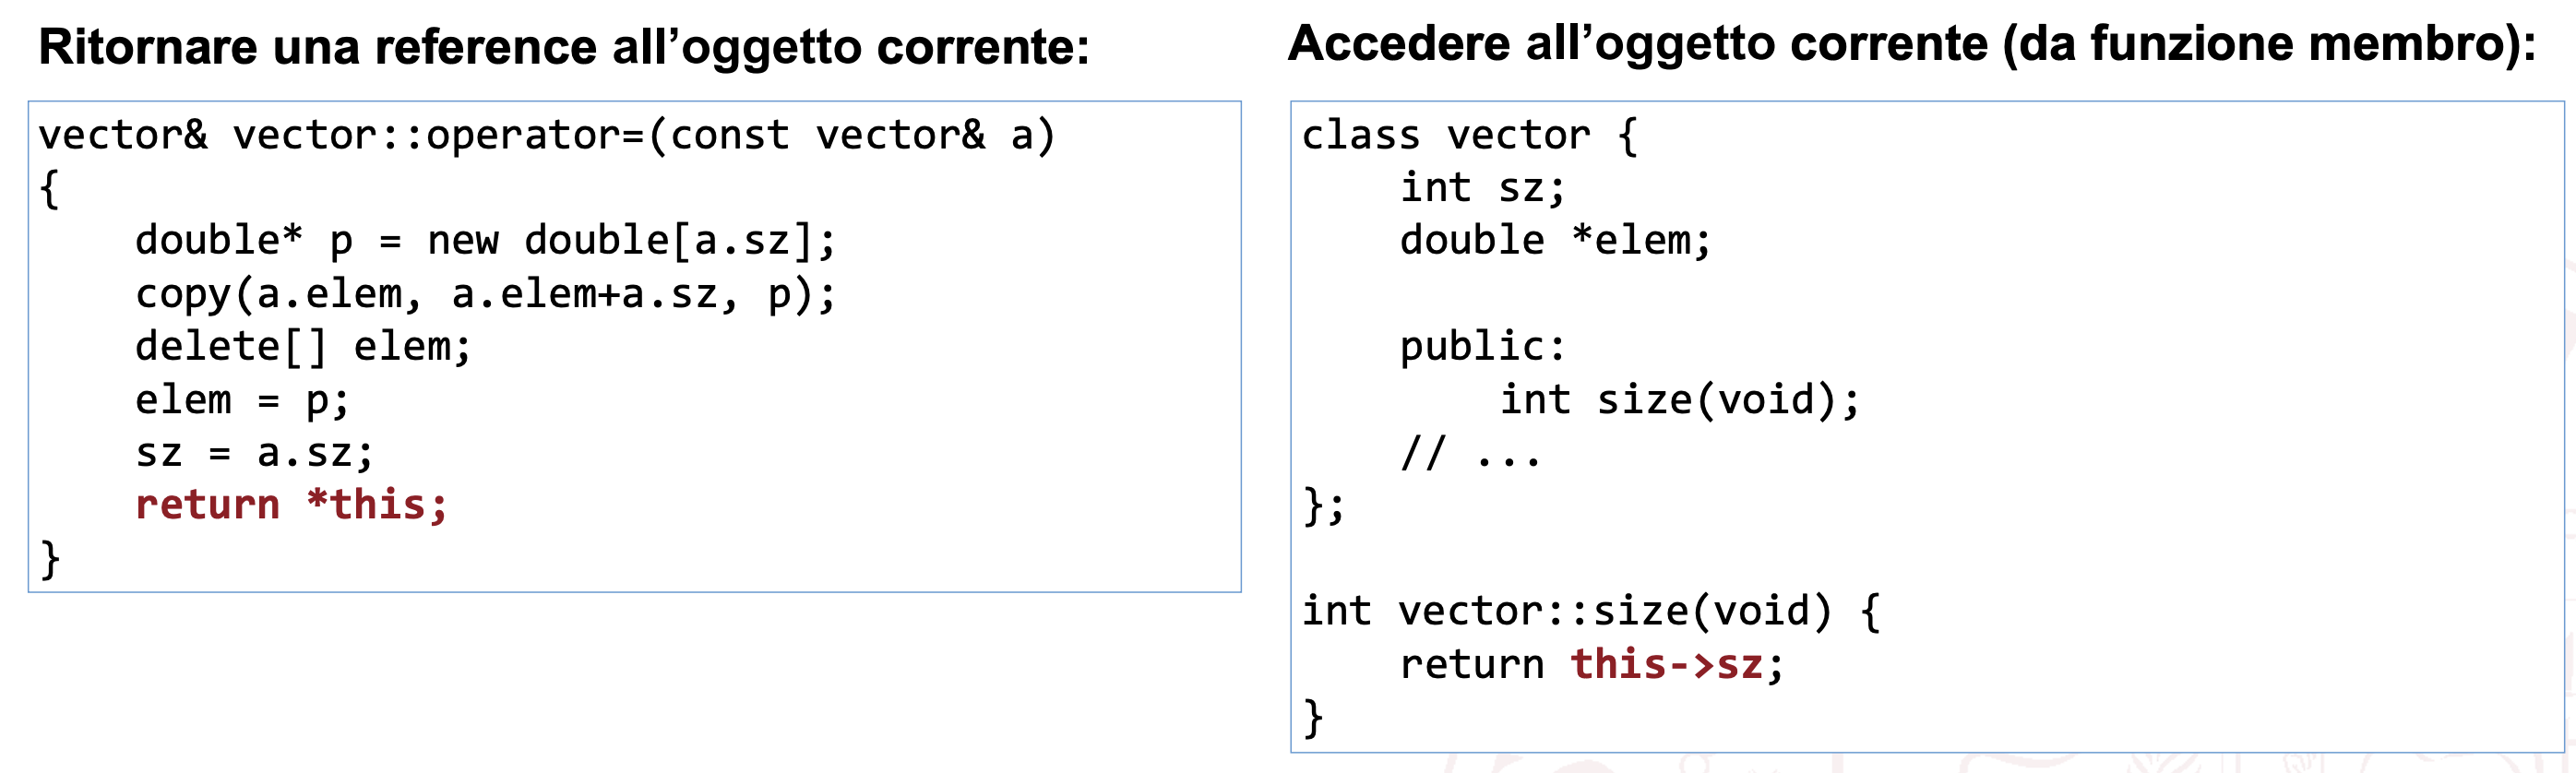 Ritornare una reference all’oggetto corrente:
vector& vector::operator=(const vector& a)
{
    double* p = new double[a.sz];
    copy(a.elem, a.elem+a.sz, p);
    delete[] elem;
    elem = p;
    sz = a.sz;
    return *this;
}
Accedere all’oggetto corrente (da funzione membro):
class vector {
    int sz;
    double *elem;

    public:
        int size(void);
    // ...
};

int vector::size(void) {
    return this->sz;
}